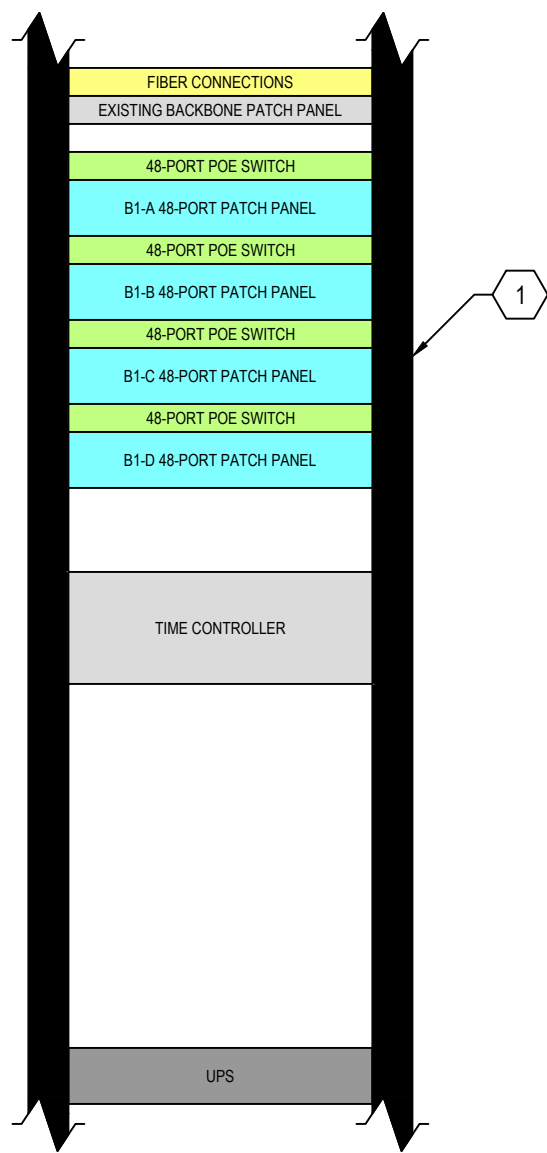 FIBER CONNECTIONS
EXISTING BACKBONE PATCH PANEL
48-PORT POE SWITCH
B1-A 48-PORT PATCH PANEL
48-PORT POE SWITCH
B1-B 48-PORT PATCH PANEL
1
48-PORT POE SWITCH
B1-C 48-PORT PATCH PANEL
48-PORT POE SWITCH
B1-D 48-PORT PATCH PANEL
TIME CONTROLLER
UPS